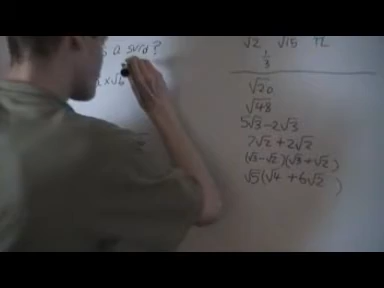 a surd?
x√b
√2 √15 π
1/3
√20
√48
5√3 - 2√3
7√2 + 2√2
(√3 - √2)(√3 + √2)
√5(√4 + 6√2)